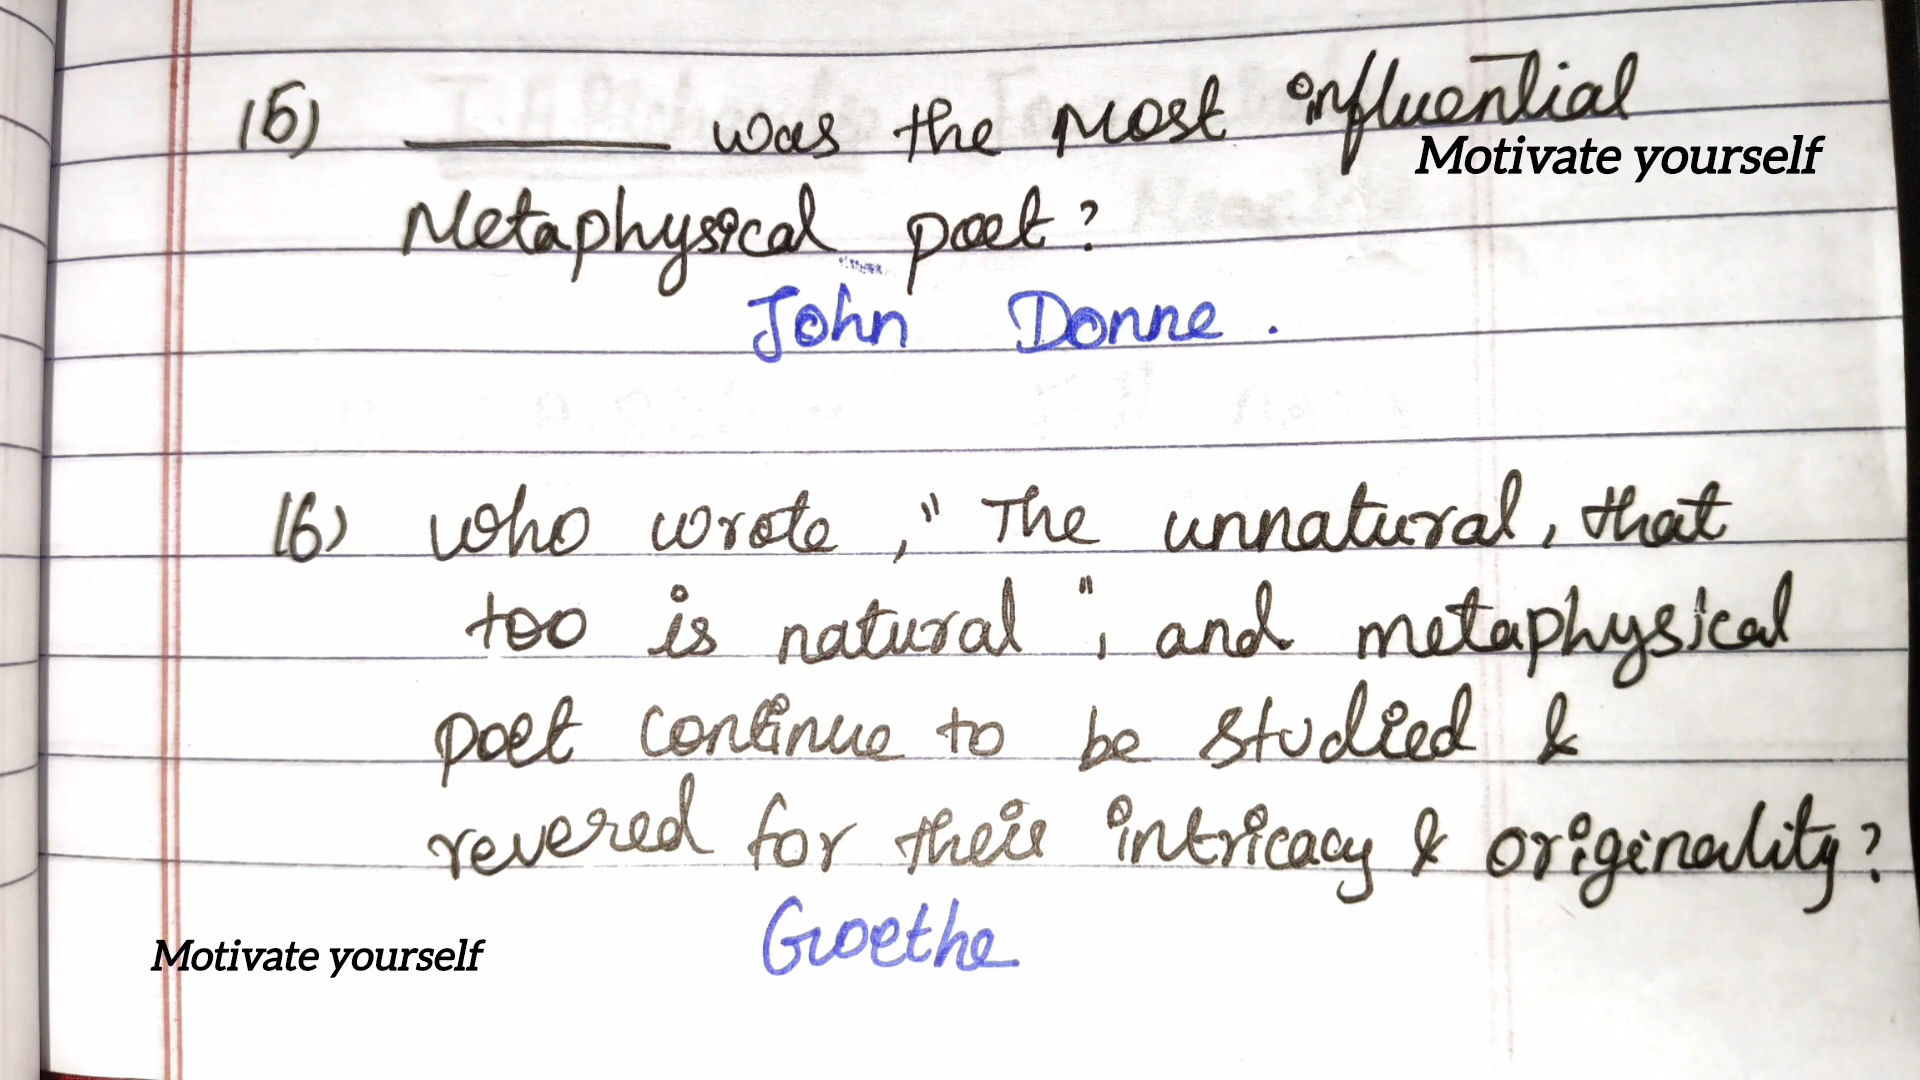 15) ________ was the Most influential
Motivate yourself
Metaphysical poet?
John Donne.
16) Who wrote, "The unnatural, that
too is natural", and metaphysical
poet continue to be studied &
revered for their intricacy & originality?
Goethe
Motivate yourself